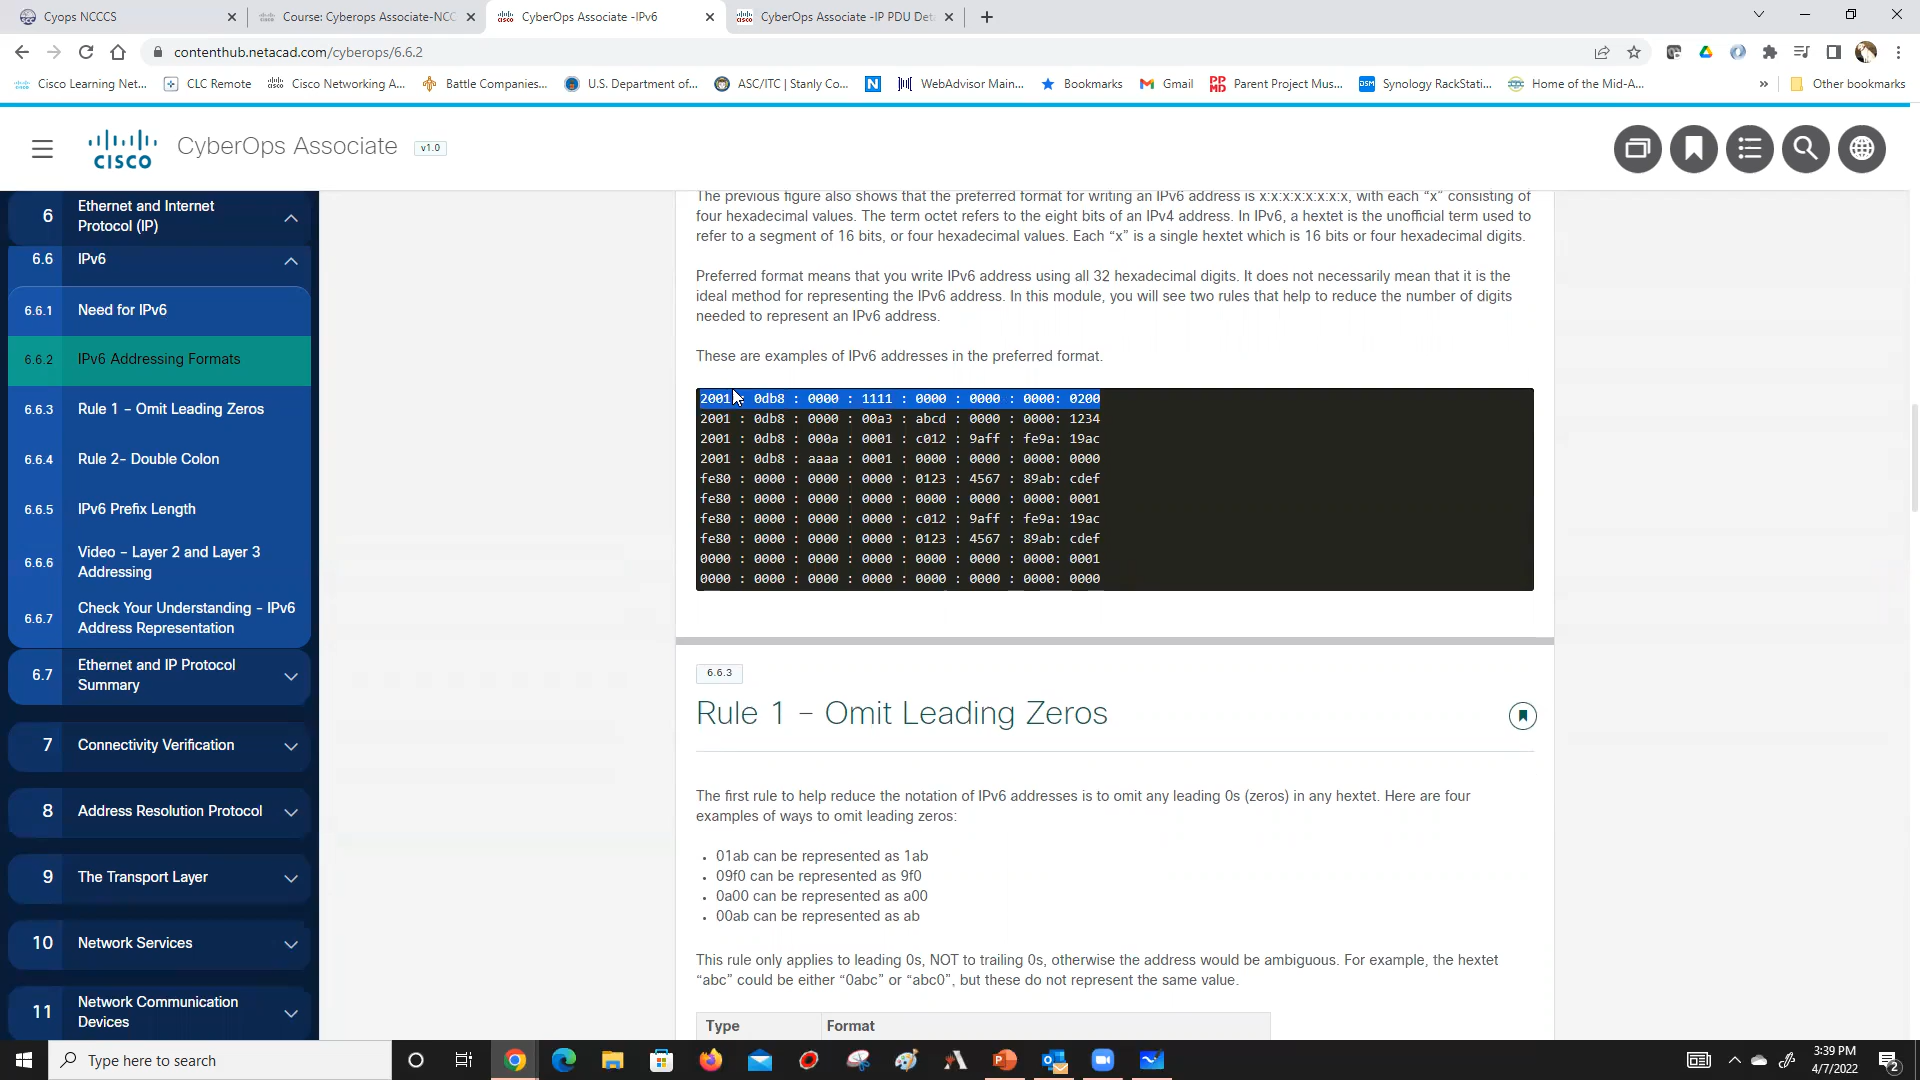 Cyops NCCCS
Course: Cyberops Associate-NCC
CyberOps Associate -IPv6
CyberOps Associate -IP PDU Det
contenthub.netacad.com/cyberops/6.6.2
Cisco Learning Net...
CLC Remote
Cisco Networking A...
Battle Companies...
U.S. Department of...
ASC/ITC | Stanly Co...
WebAdvisor Main...
Bookmarks
Gmail
Parent Project Mus...
Synology RackStati...
Home of the Mid-A...
»
Other bookmarks
CISCO
CyberOps Associate
v1.0
6 Ethernet and Internet
Protocol (IP)
6.6 IPv6
6.6.1 Need for IPv6
6.6.2 IPv6 Addressing Formats
6.6.3 Rule 1 – Omit Leading Zeros
6.6.4 Rule 2- Double Colon
6.6.5 IPv6 Prefix Length
6.6.6 Video – Layer 2 and Layer 3
Addressing
6.6.7 Check Your Understanding - IPv6
Address Representation
6.7 Ethernet and IP Protocol
Summary
7 Connectivity Verification
8 Address Resolution Protocol
9 The Transport Layer
10 Network Services
11 Network Communication
Devices
The previous figure also shows that the preferred format for writing an IPv6 address is x:x:x:x:x:x:x:x, with each “x” consisting of
four hexadecimal values. The term octet refers to the eight bits of an IPv4 address. In IPv6, a hextet is the unofficial term used to
refer to a segment of 16 bits, or four hexadecimal values. Each “x” is a single hextet which is 16 bits or four hexadecimal digits.
Preferred format means that you write IPv6 address using all 32 hexadecimal digits. It does not necessarily mean that it is the
ideal method for representing the IPv6 address. In this module, you will see two rules that help to reduce the number of digits
needed to represent an IPv6 address.
These are examples of IPv6 addresses in the preferred format.
2001 : 0db8 : 0000 : 1111 : 0000 : 0000 : 0000: 0200
2001 : 0db8 : 0000 : 00a3 : abcd : 0000 : 0000: 1234
2001 : 0db8 : 000a : 0001 : c012 : 9aff : fe9a: 19ac
2001 : 0db8 : aaaa : 0001 : 0000 : 0000 : 0000: 0000
fe80 : 0000 : 0000 : 0000 : 0123 : 4567 : 89ab: cdef
fe80 : 0000 : 0000 : 0000 : 0000 : 0000 : 0000: 0001
fe80 : 0000 : 0000 : 0000 : c012 : 9aff : fe9a: 19ac
fe80 : 0000 : 0000 : 0000 : 0123 : 4567 : 89ab: cdef
0000 : 0000 : 0000 : 0000 : 0000 : 0000 : 0000: 0001
0000 : 0000 : 0000 : 0000 : 0000 : 0000 : 0000: 0000
6.6.3
Rule 1 – Omit Leading Zeros
The first rule to help reduce the notation of IPv6 addresses is to omit any leading 0s (zeros) in any hextet. Here are four
examples of ways to omit leading zeros:
• 01ab can be represented as 1ab
• 09f0 can be represented as 9f0
• 0a00 can be represented as a00
• 00ab can be represented as ab
This rule only applies to leading 0s, NOT to trailing 0s, otherwise the address would be ambiguous. For example, the hextet
“abc” could be either “0abc” or “abc0”, but these do not represent the same value.
Type Format
Type here to search
3:39 PM
4/7/2022
2